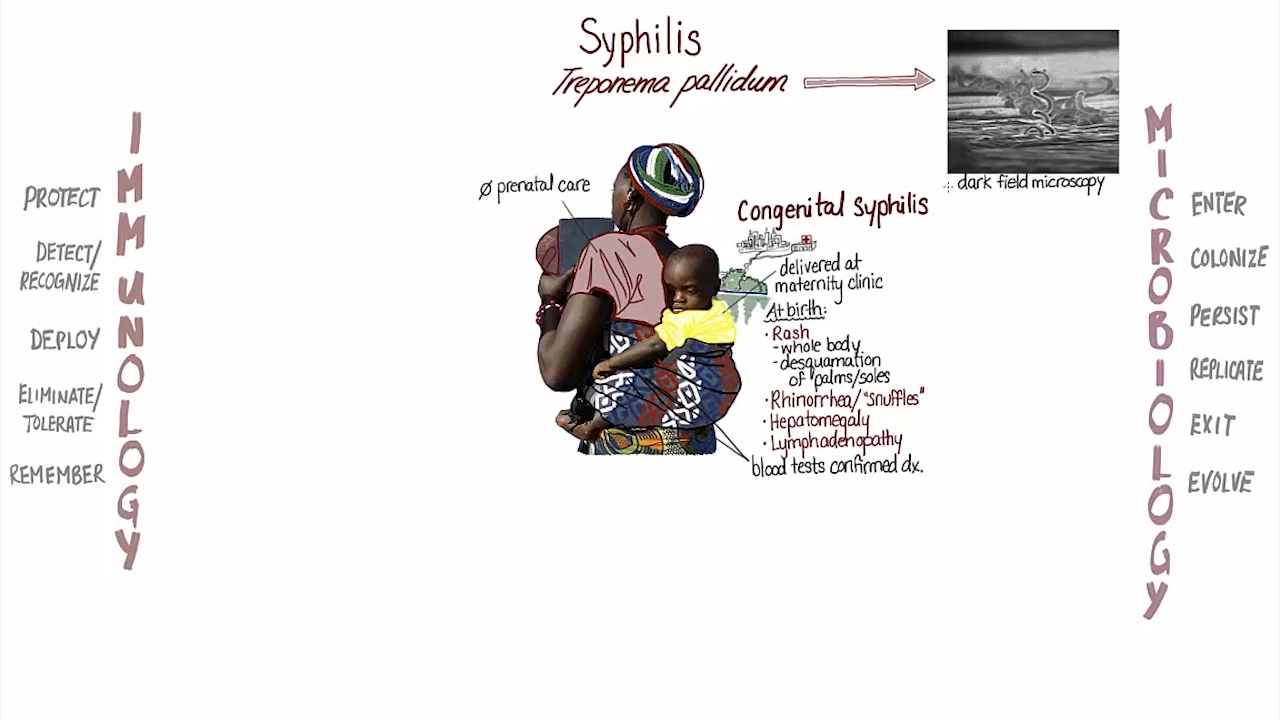 Syphilis
Treponema pallidum
dark field microscopy
IMMUNOLOGY
PROTECT
DETECT/
RECOGNIZE
DEPLOY
ELIMINATE/
TOLERATE
REMEMBER
Ø prenatal care
Congenital Syphilis
delivered at
maternity clinic
At birth:
· Rash
- whole body
- desquamation
of palms/soles
· Rhinorrhea/"Snuffles"
· Hepatomegaly
· Lymphadenopathy
blood tests confirmed dx.
MICROBIOLOGY
ENTER
COLONIZE
PERSIST
REPLICATE
EXIT
EVOLVE